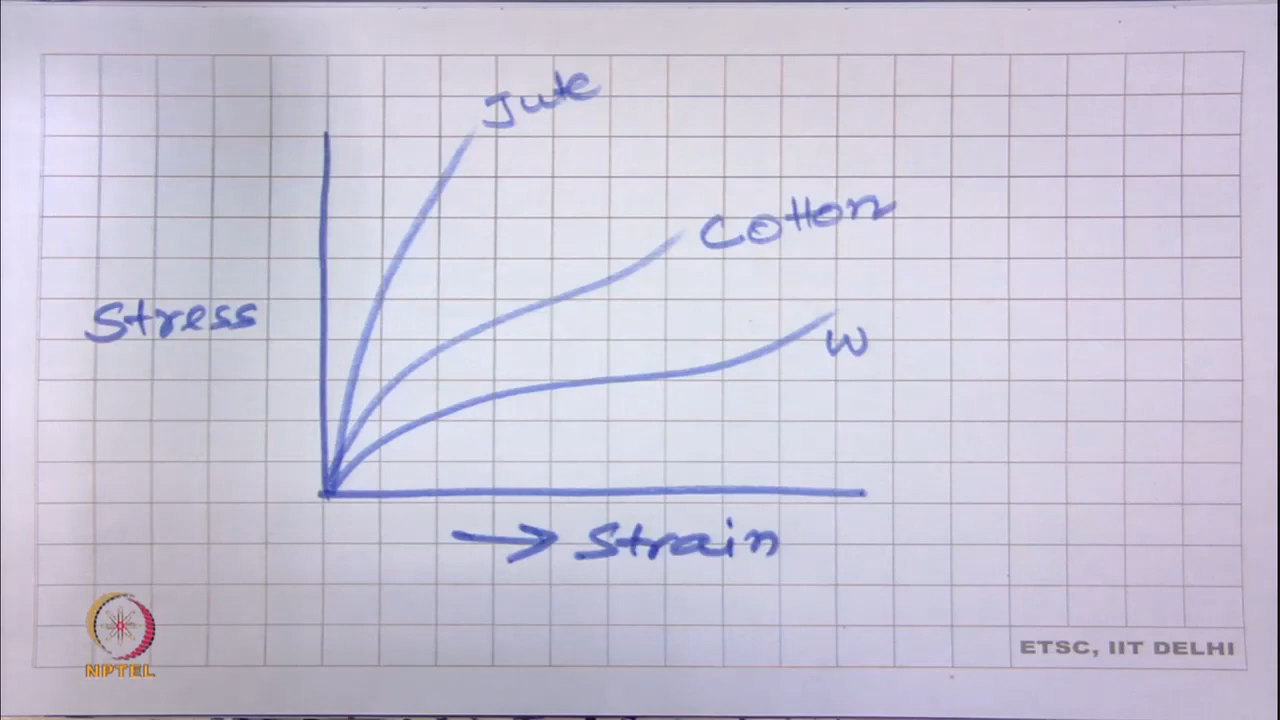 Jute
Cotton
Stress
W
→ Strain
NPTEL
ETSC, IIT DELHI